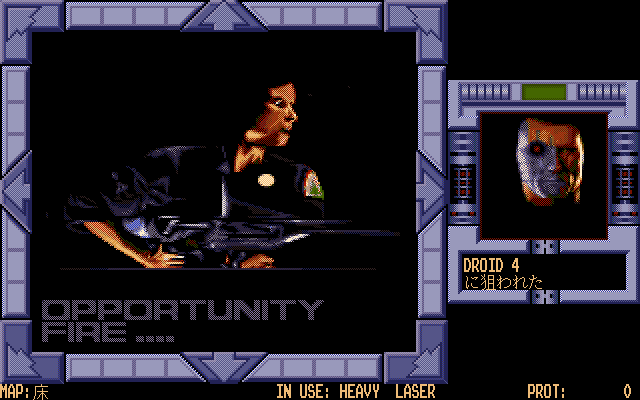 OPPORTUNITY
FIRE ....
DROID 4
に狙われた
MAP:床 IN USE: HEAVY LASER PROT: 0